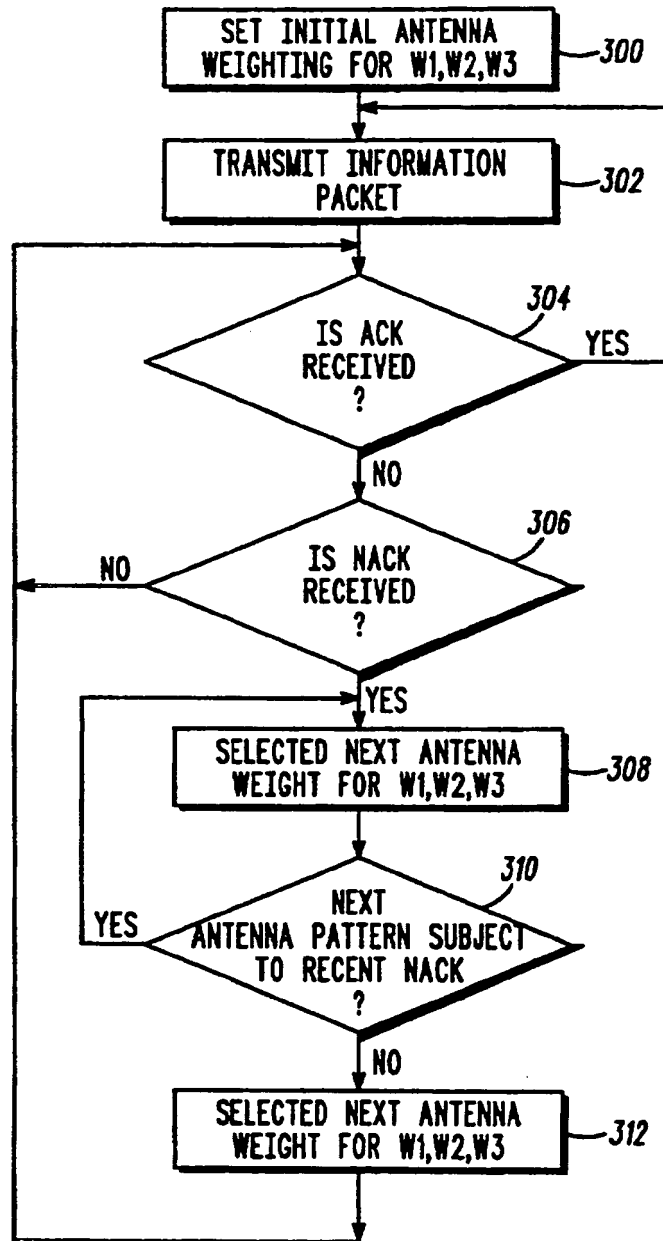 SET INITIAL ANTENNA
WEIGHTING FOR W1,W2,W3
300
TRANSMIT INFORMATION
PACKET
302
304
IS ACK
RECEIVED
?
YES
NO
306
IS NACK
RECEIVED
?
NO
YES
SELECTED NEXT ANTENNA
WEIGHT FOR W1,W2,W3
308
310
NEXT
ANTENNA PATTERN SUBJECT
TO RECENT NACK
?
YES
NO
SELECTED NEXT ANTENNA
WEIGHT FOR W1,W2,W3
312